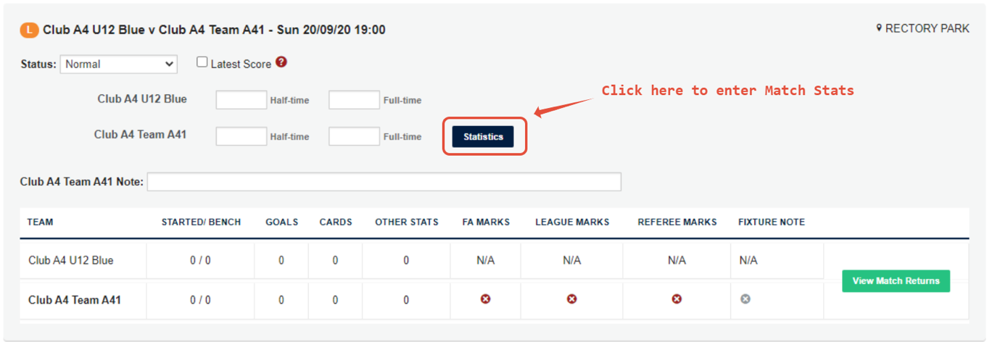 L Club A4 U12 Blue v Club A4 Team A41 - Sun 20/09/20 19:00 RECTORY PARK
Status: Normal Latest Score ?
Click here to enter Match Stats
Club A4 U12 Blue Half-time Full-time
Club A4 Team A41 Half-time Full-time Statistics
Club A4 Team A41 Note:
TEAM STARTED/ BENCH GOALS CARDS OTHER STATS FA MARKS LEAGUE MARKS REFEREE MARKS FIXTURE NOTE
Club A4 U12 Blue 0 / 0 0 0 0 N/A N/A N/A N/A
View Match Returns
Club A4 Team A41 0 / 0 0 0 0